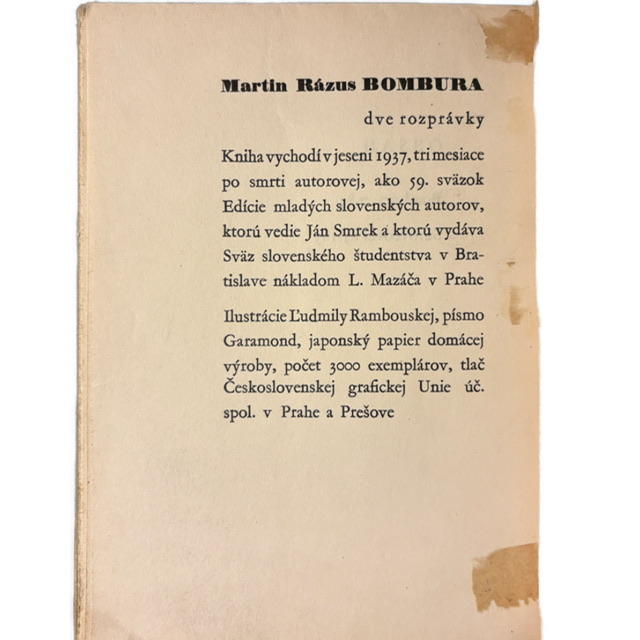 Martin Rázus BOMBURA
dve rozprávky
Kniha vychodí v jeseni 1937, tri mesiace
po smrti autorovej, ako 59. sväzok
Edície mladých slovenských autorov,
ktorú vedie Ján Smrek a ktorú vydáva
Sväz slovenského študentstva v Bra-
tislave nákladom L. Mazáča v Prahe
Ilustrácie Ľudmily Rambouskej, písmo
Garamond, japonský papier domácej
výroby, počet 3000 exemplárov, tlač
Československej grafickej Unie úč.
spol. v Prahe a Prešove